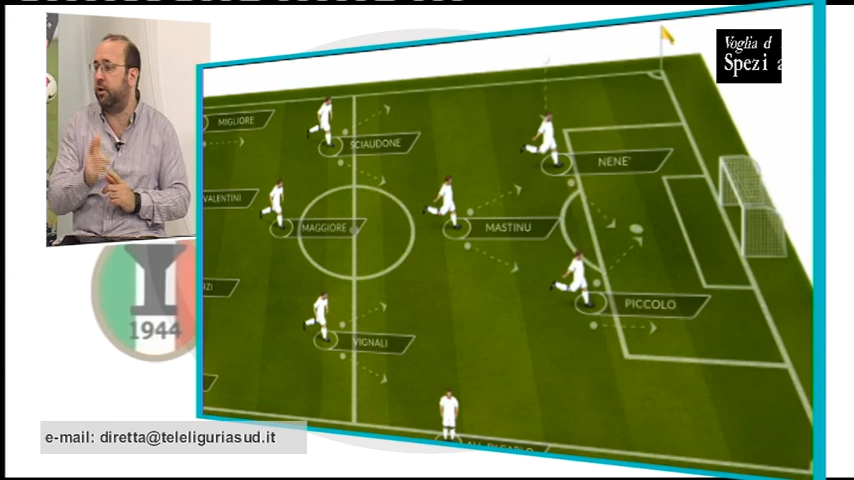 Voglia d
Spezi a
MIGLIORE
SCIAUDONE
NENE'
VALENTINI
MAGGIORE
MASTINU
PICCOLO
VIGNALI
1944
e-mail: diretta@teleliguriasud.it